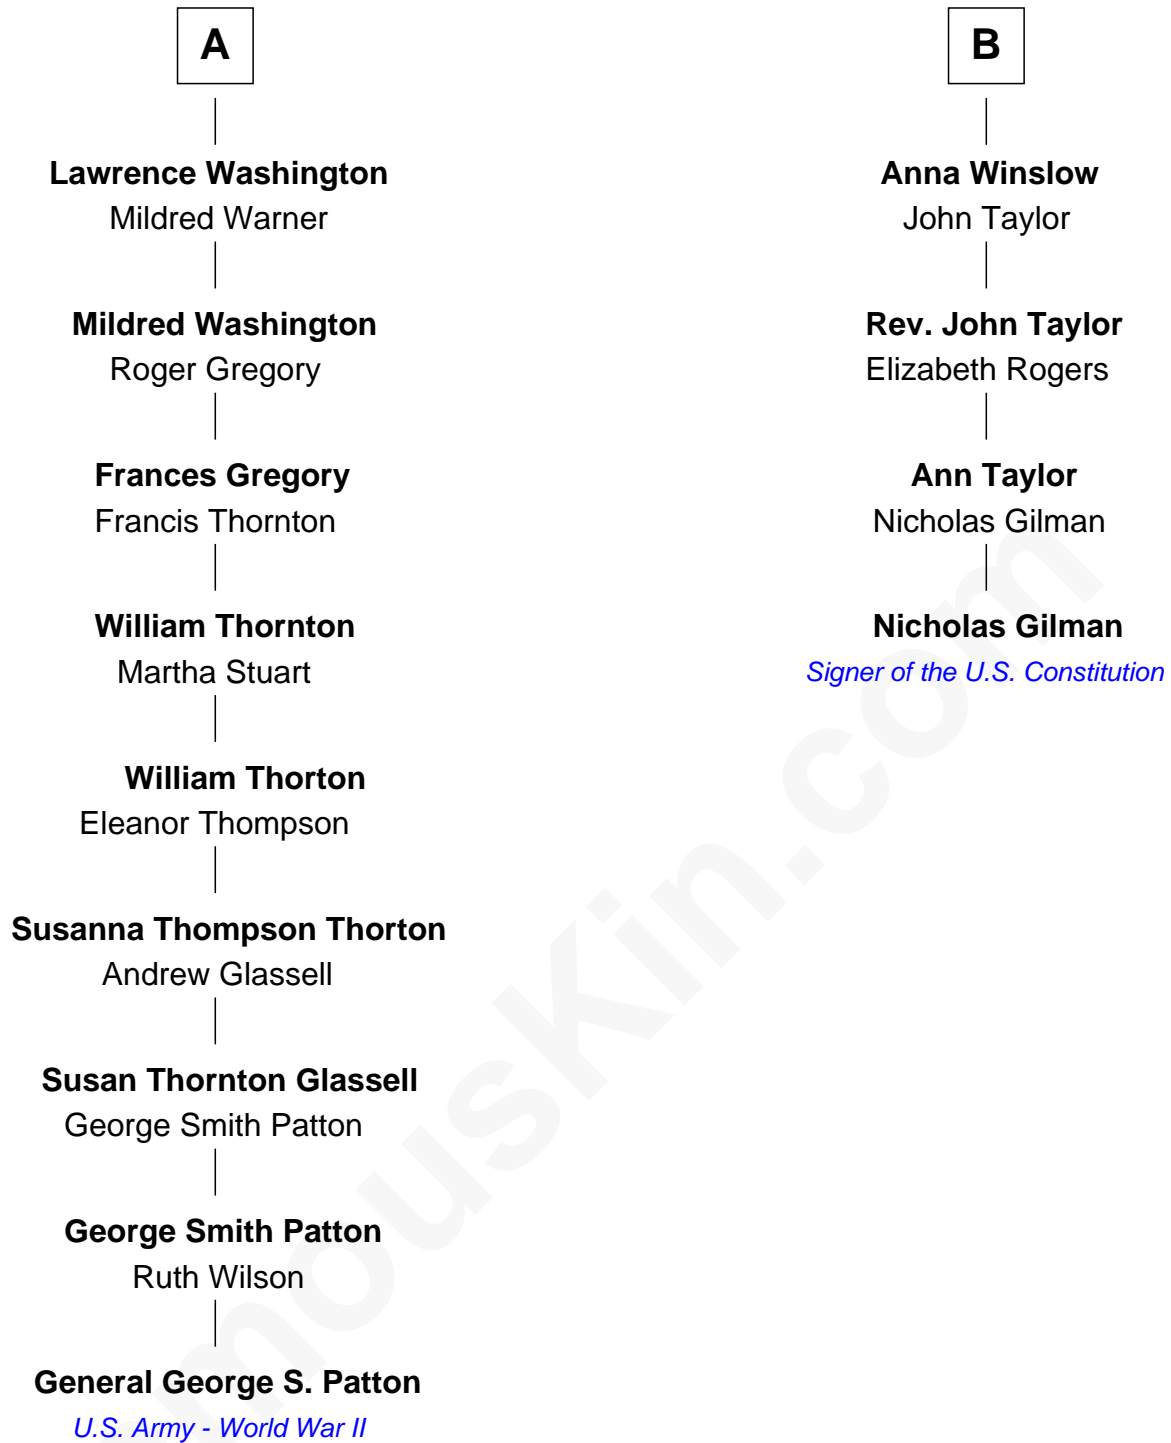 A
Lawrence Washington
Mildred Warner
Mildred Washington
Roger Gregory
Frances Gregory
Francis Thornton
William Thornton
Martha Stuart
William Thorton
Eleanor Thompson
Susanna Thompson Thorton
Andrew Glassell
Susan Thornton Glassell
George Smith Patton
George Smith Patton
Ruth Wilson
General George S. Patton
U.S. Army - World War II
B
Anna Winslow
John Taylor
Rev. John Taylor
Elizabeth Rogers
Ann Taylor
Nicholas Gilman
Nicholas Gilman
Signer of the U.S. Constitution
mousKin.com